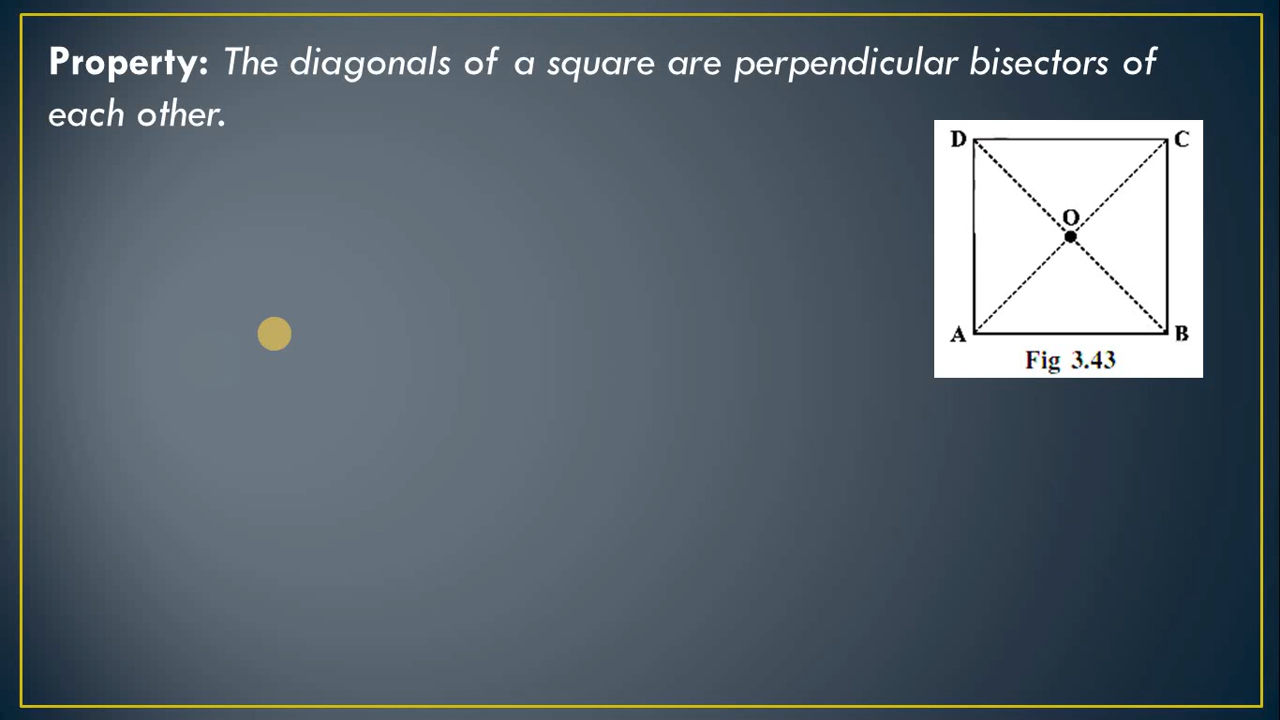 Property: The diagonals of a square are perpendicular bisectors of
each other.
D
C
O
A
B
Fig 3.43